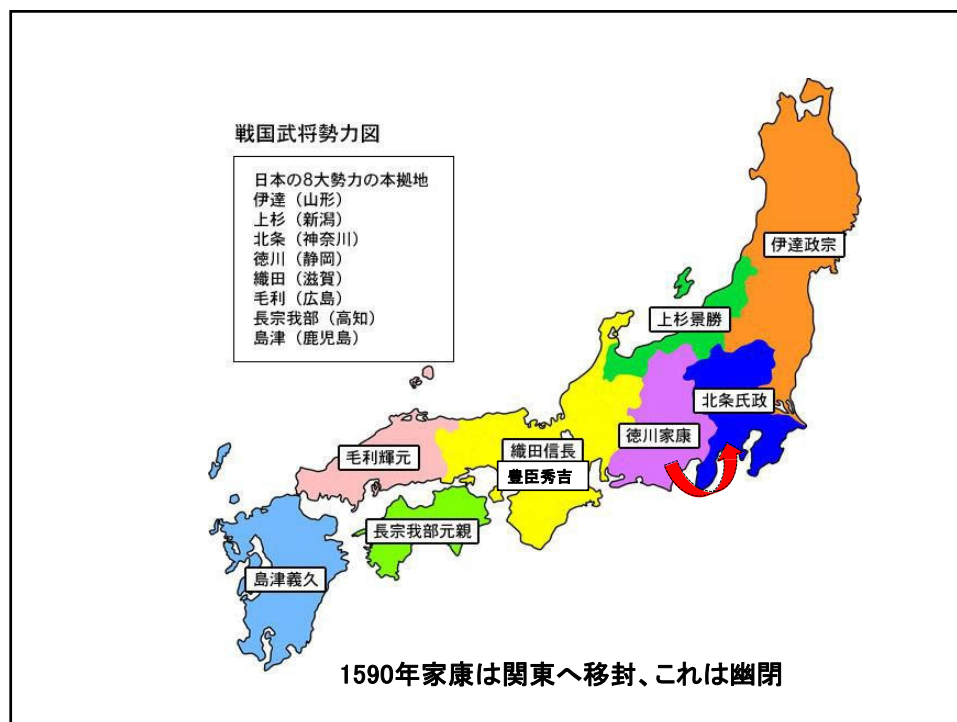 戦国武将勢力図
日本の8大勢力の本拠地
伊達（山形）
上杉（新潟）
北条（神奈川）
徳川（静岡）
織田（滋賀）
毛利（広島）
長宗我部（高知）
島津（鹿児島）
伊達政宗
上杉景勝
北条氏政
徳川家康
織田信長
豊臣秀吉
毛利輝元
長宗我部元親
島津義久
1590年家康は関東へ移封、これは幽閉